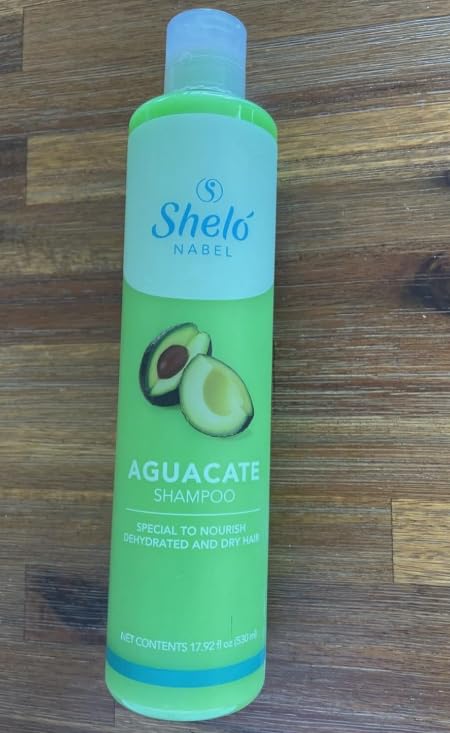 Sheló
NABEL
AGUACATE
SHAMPOO
SPECIAL TO NOURISH
DEHYDRATED AND DRY HAIR
NET CONTENTS 17.92 fl oz (530 ml)